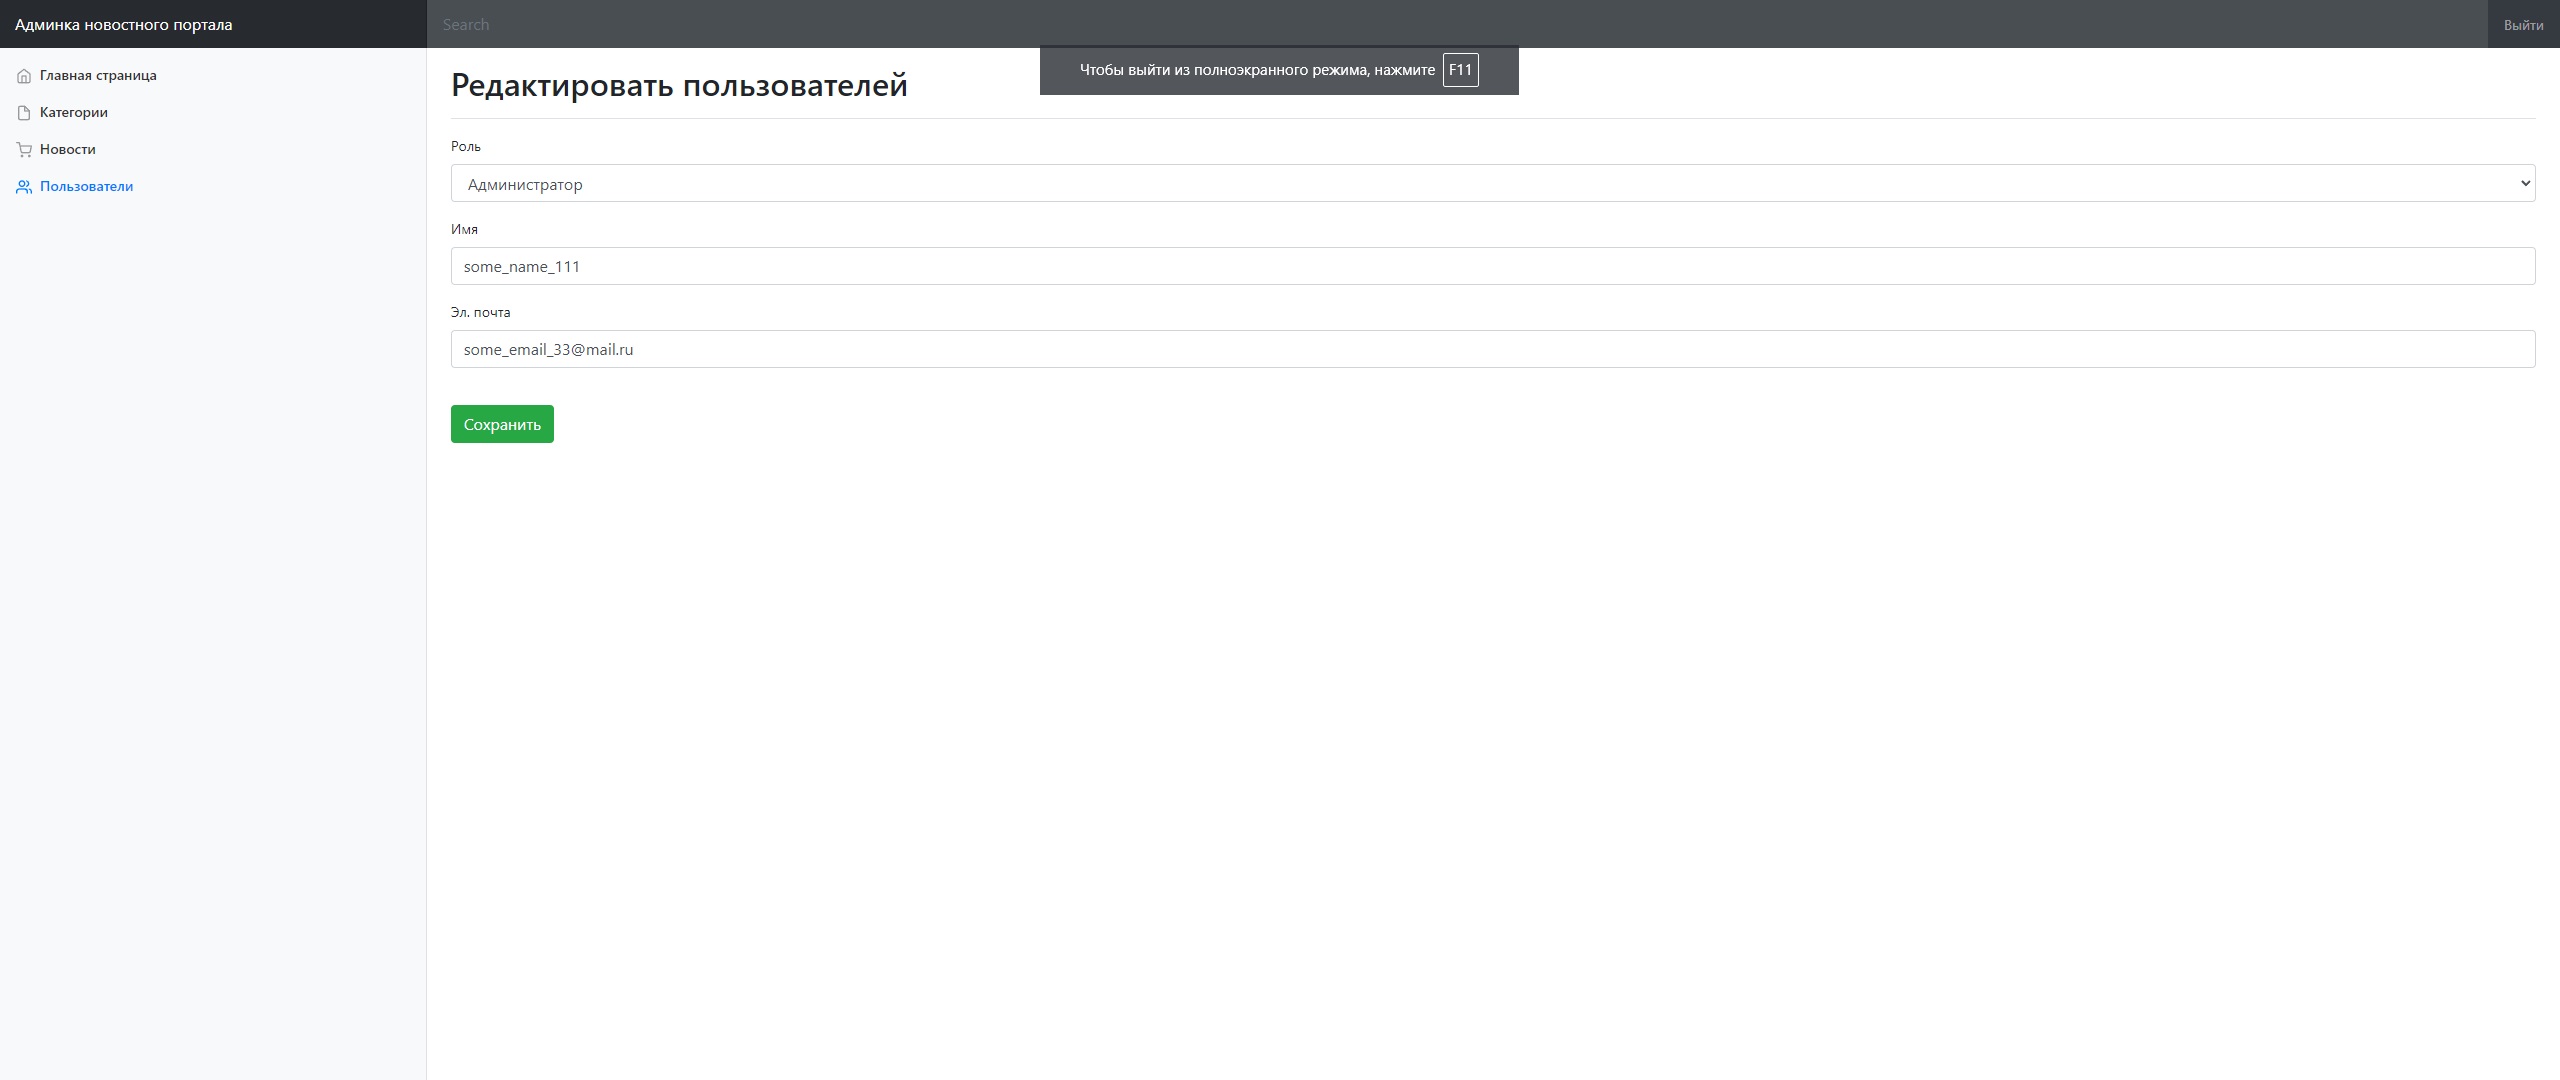 Админка новостного портала
Search
Выйти
Чтобы выйти из полноэкранного режима, нажмите F11
Главная страница
Категории
Новости
Пользователи
Редактировать пользователей
Роль
Администратор
Имя
some_name_111
Эл. почта
some_email_33@mail.ru
Сохранить